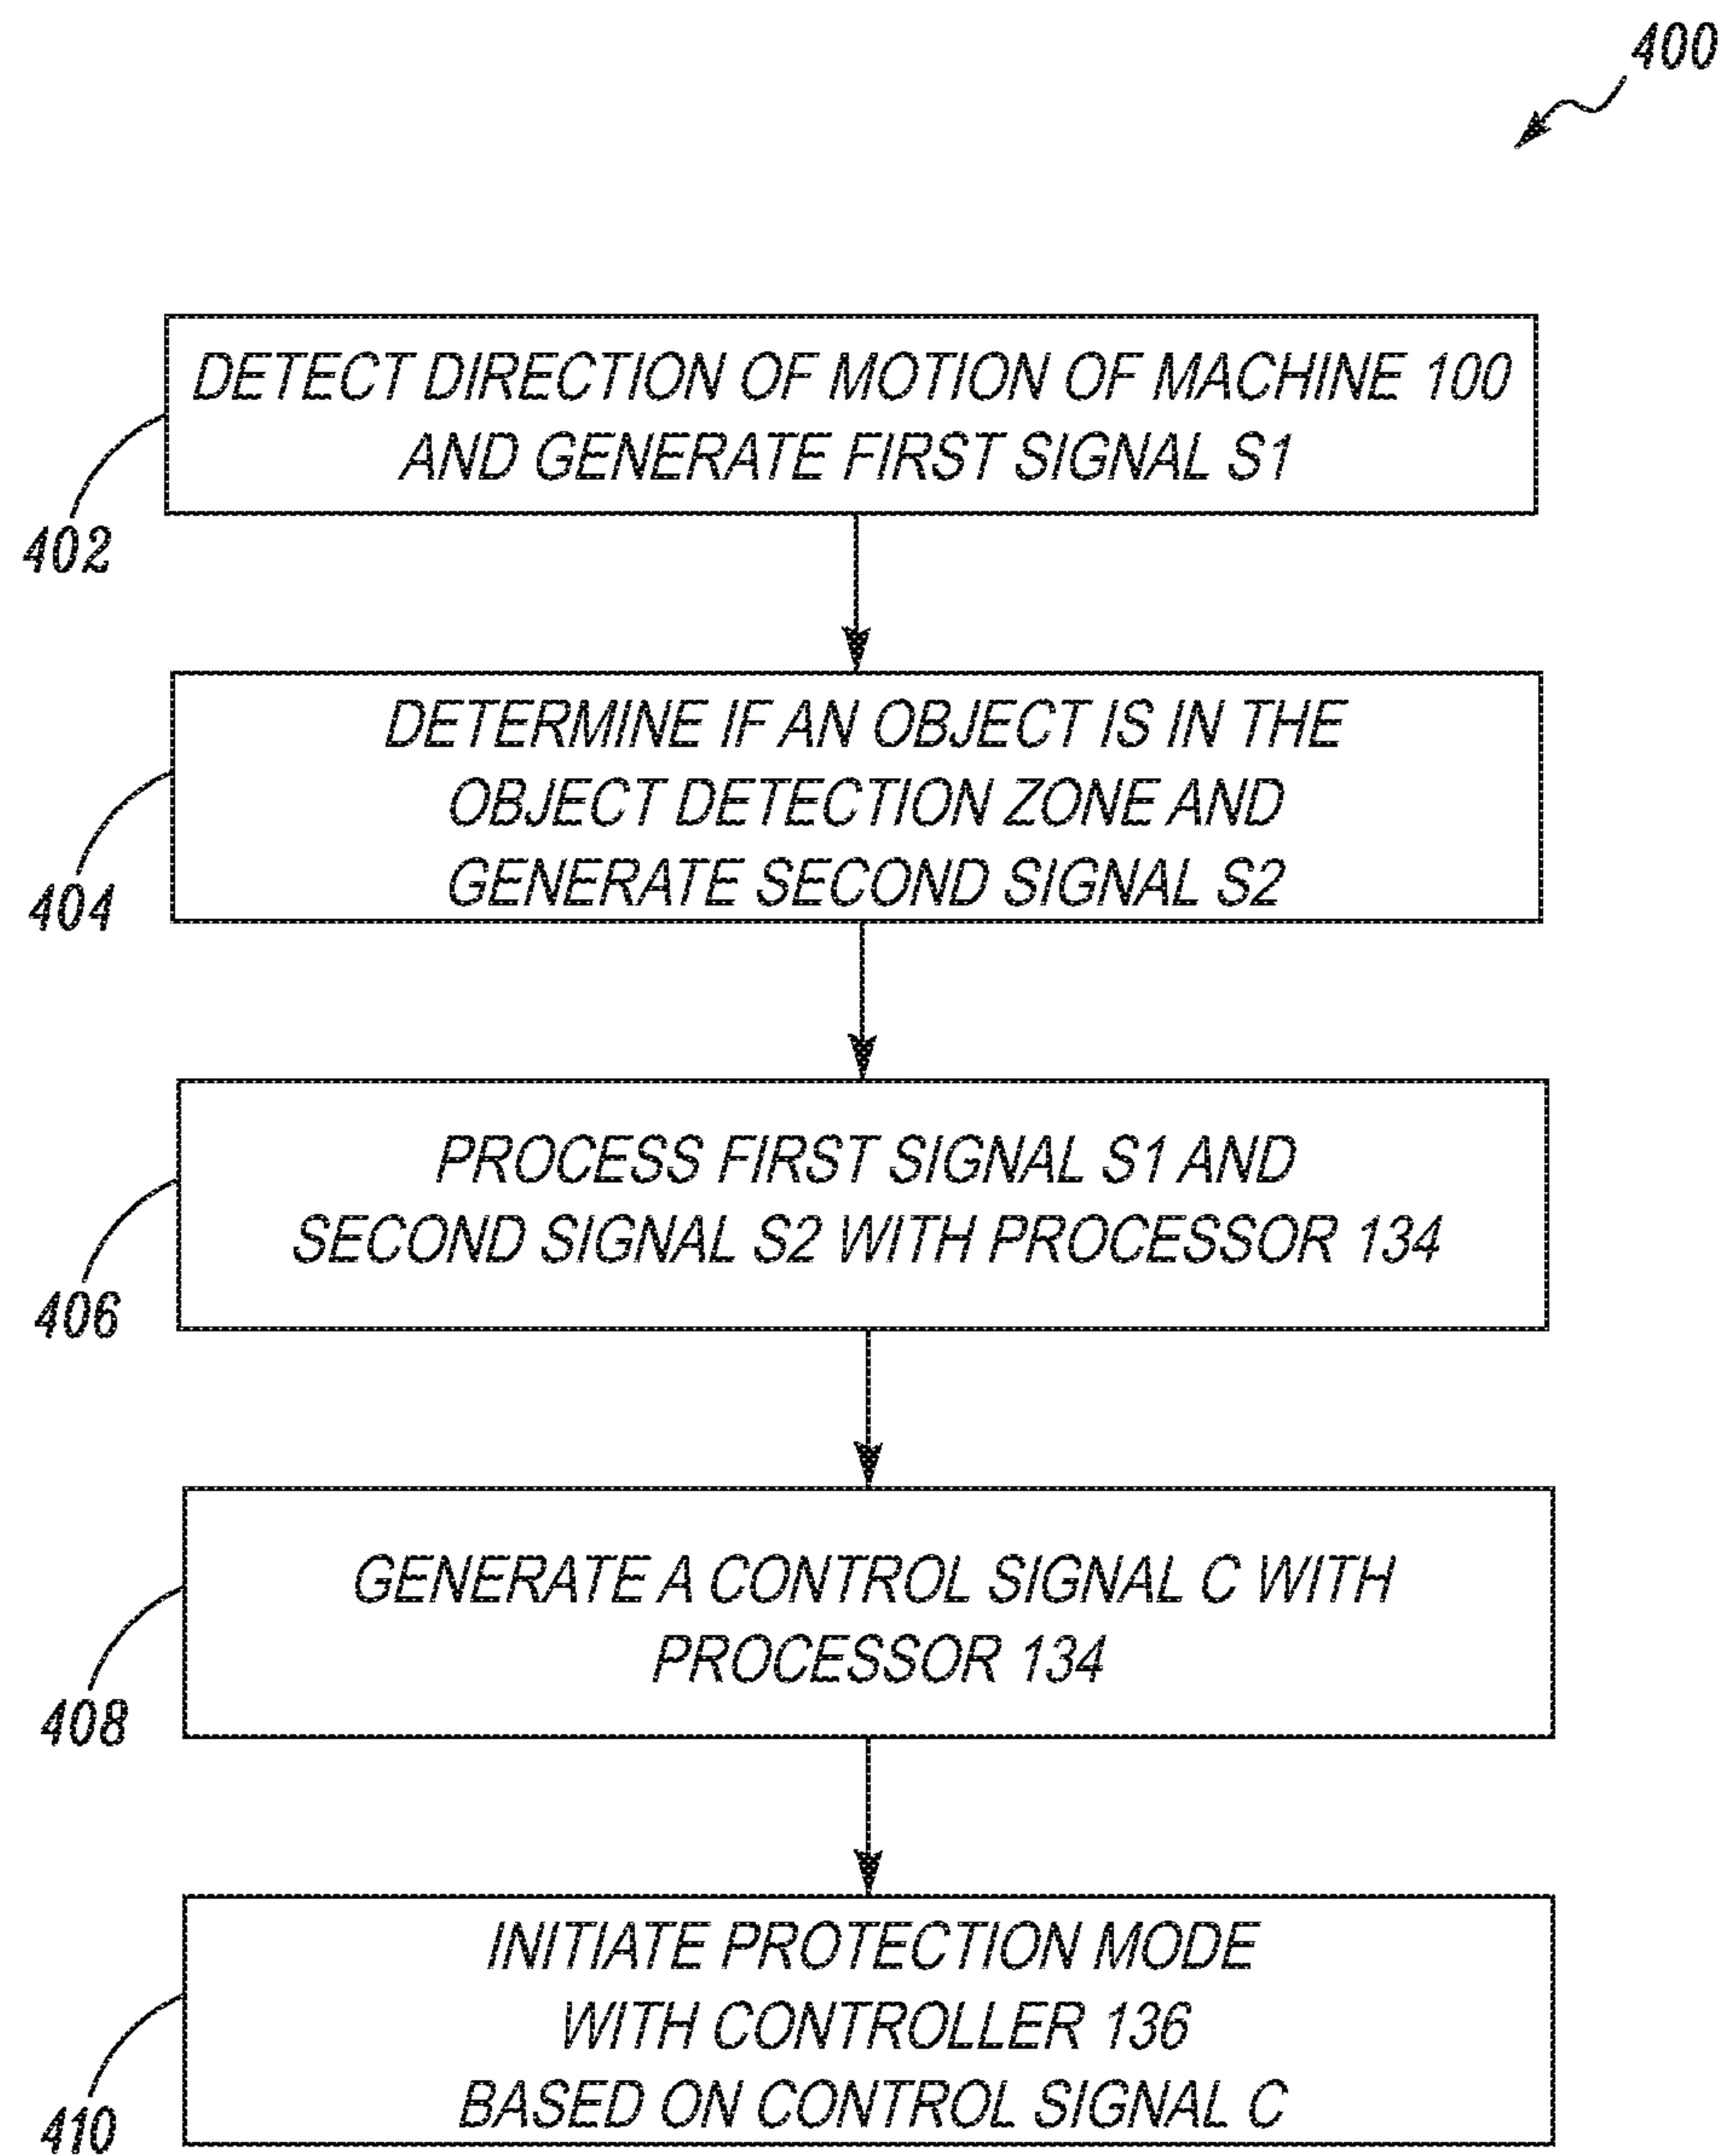 400
DETECT DIRECTION OF MOTION OF MACHINE 100
AND GENERATE FIRST SIGNAL S1
402
DETERMINE IF AN OBJECT IS IN THE
OBJECT DETECTION ZONE AND
GENERATE SECOND SIGNAL S2
404
PROCESS FIRST SIGNAL S1 AND
SECOND SIGNAL S2 WITH PROCESSOR 134
406
GENERATE A CONTROL SIGNAL C WITH
PROCESSOR 134
408
INITIATE PROTECTION MODE
WITH CONTROLLER 136
BASED ON CONTROL SIGNAL C
410